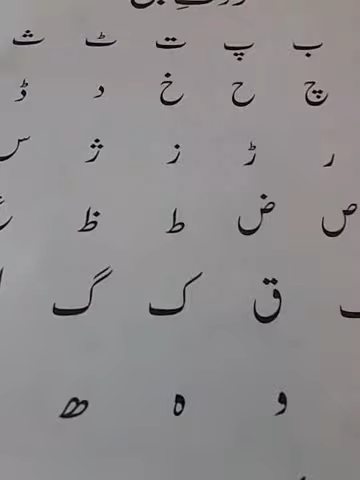 ب پ ت ٹ ث
چ ح خ د ڈ
ر ڑ ز ژ س
ص ض ط ظ
ق ک گ
و ہ ھ